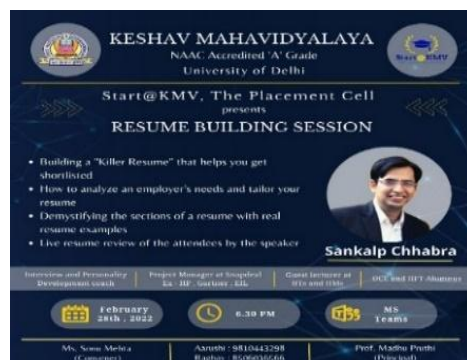 KESHAV MAHAVIDYALAYA
NAAC Accredited 'A' Grade
University of Delhi
Start@KMV
Start@KMV, The Placement Cell
presents
RESUME BUILDING SESSION
• Building a "Killer Resume" that helps you get
shortlisted
• How to analyze an employer's needs and tailor your
resume
• Demystifying the sections of a resume with real
resume examples
• Live resume review of the attendees by the speaker
Sankalp Chhabra
Interview and Personality
Development coach
Project Manager at Snapdeal
Ex - IIF, Gartner, EIL
Guest lecturer at
IITs and IIMs
DCE and IIFT Alumnus
February
28th , 2022
6.30 PM
MS
Teams
Ms. Sonu Mehta
(Convener)
Aarushi : 9810443298
Raghav :
Prof. Madhu Pruthi
(Principal)